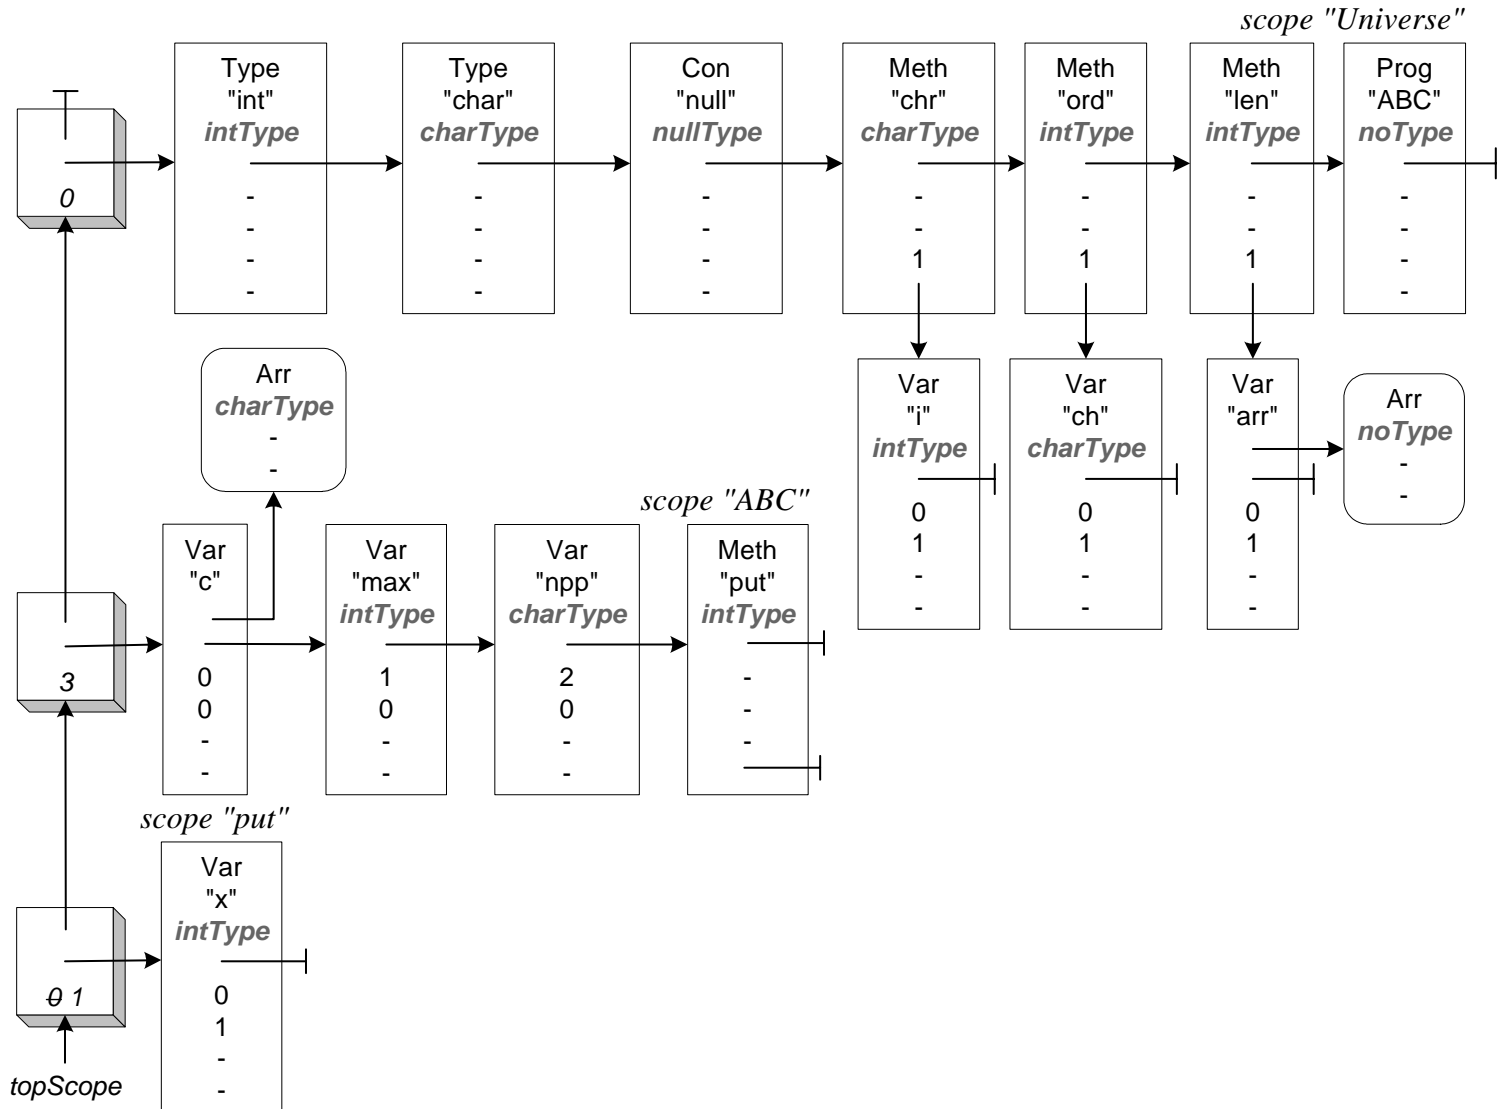 scope "Universe"
Type
"int"
intType
-
-
-
-
Type
"char"
charType
-
-
-
-
Con
"null"
nullType
-
-
-
-
Meth
"chr"
charType
-
-
1
Meth
"ord"
intType
-
-
1
Meth
"len"
intType
-
-
1
Prog
"ABC"
noType
-
-
-
-
0
Var
"i"
intType
0
1
-
-
Var
"ch"
charType
0
1
-
-
Var
"arr"
0
1
-
-
Arr
noType
-
-
Arr
charType
-
-
scope "ABC"
Var
"c"
0
0
-
-
Var
"max"
intType
1
0
-
-
Var
"npp"
charType
2
0
-
-
Meth
"put"
intType
-
-
-
3
scope "put"
Var
"x"
intType
0
1
-
-
0 1
topScope